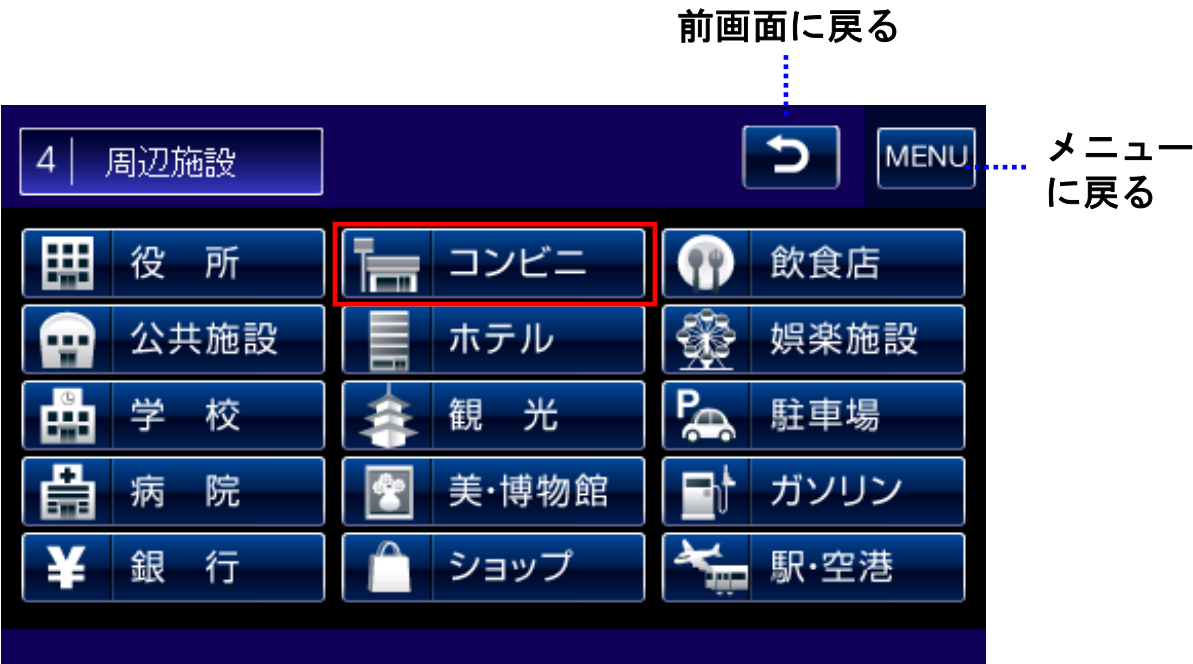 前画面に戻る
4 周辺施設
MENU
メニュー
に戻る
役 所
コンビニ
飲食店
公共施設
ホテル
娯楽施設
学 校
観 光
P
駐車場
病 院
美・博物館
ガソリン
¥
銀 行
ショップ
駅・空港